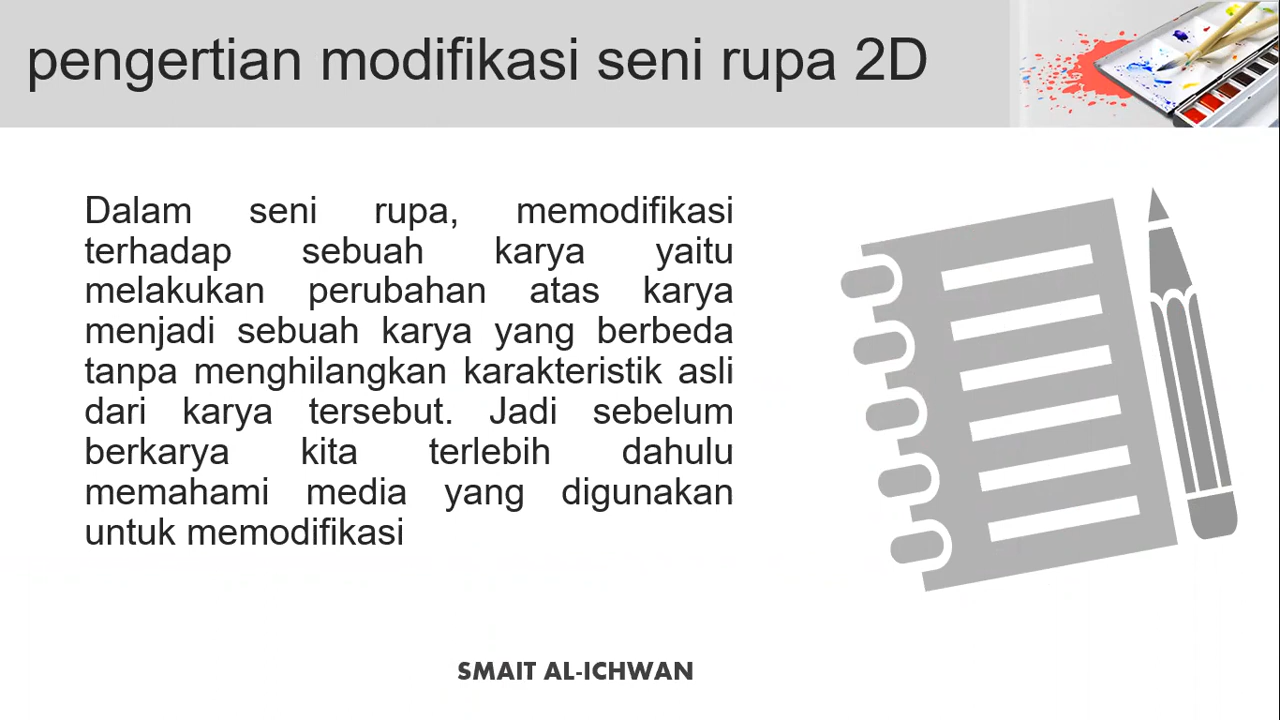 pengertian modifikasi seni rupa 2D
Dalam seni rupa, memodifikasi
terhadap sebuah karya yaitu
melakukan perubahan atas karya
menjadi sebuah karya yang berbeda
tanpa menghilangkan karakteristik asli
dari karya tersebut. Jadi sebelum
berkarya kita terlebih dahulu
memahami media yang digunakan
untuk memodifikasi
SMAIT AL-ICHWAN